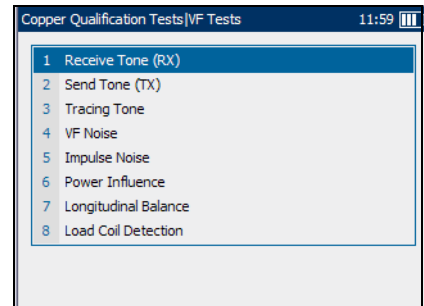 Copper Qualification Tests|VF Tests 11:59
1 Receive Tone (RX)
2 Send Tone (TX)
3 Tracing Tone
4 VF Noise
5 Impulse Noise
6 Power Influence
7 Longitudinal Balance
8 Load Coil Detection